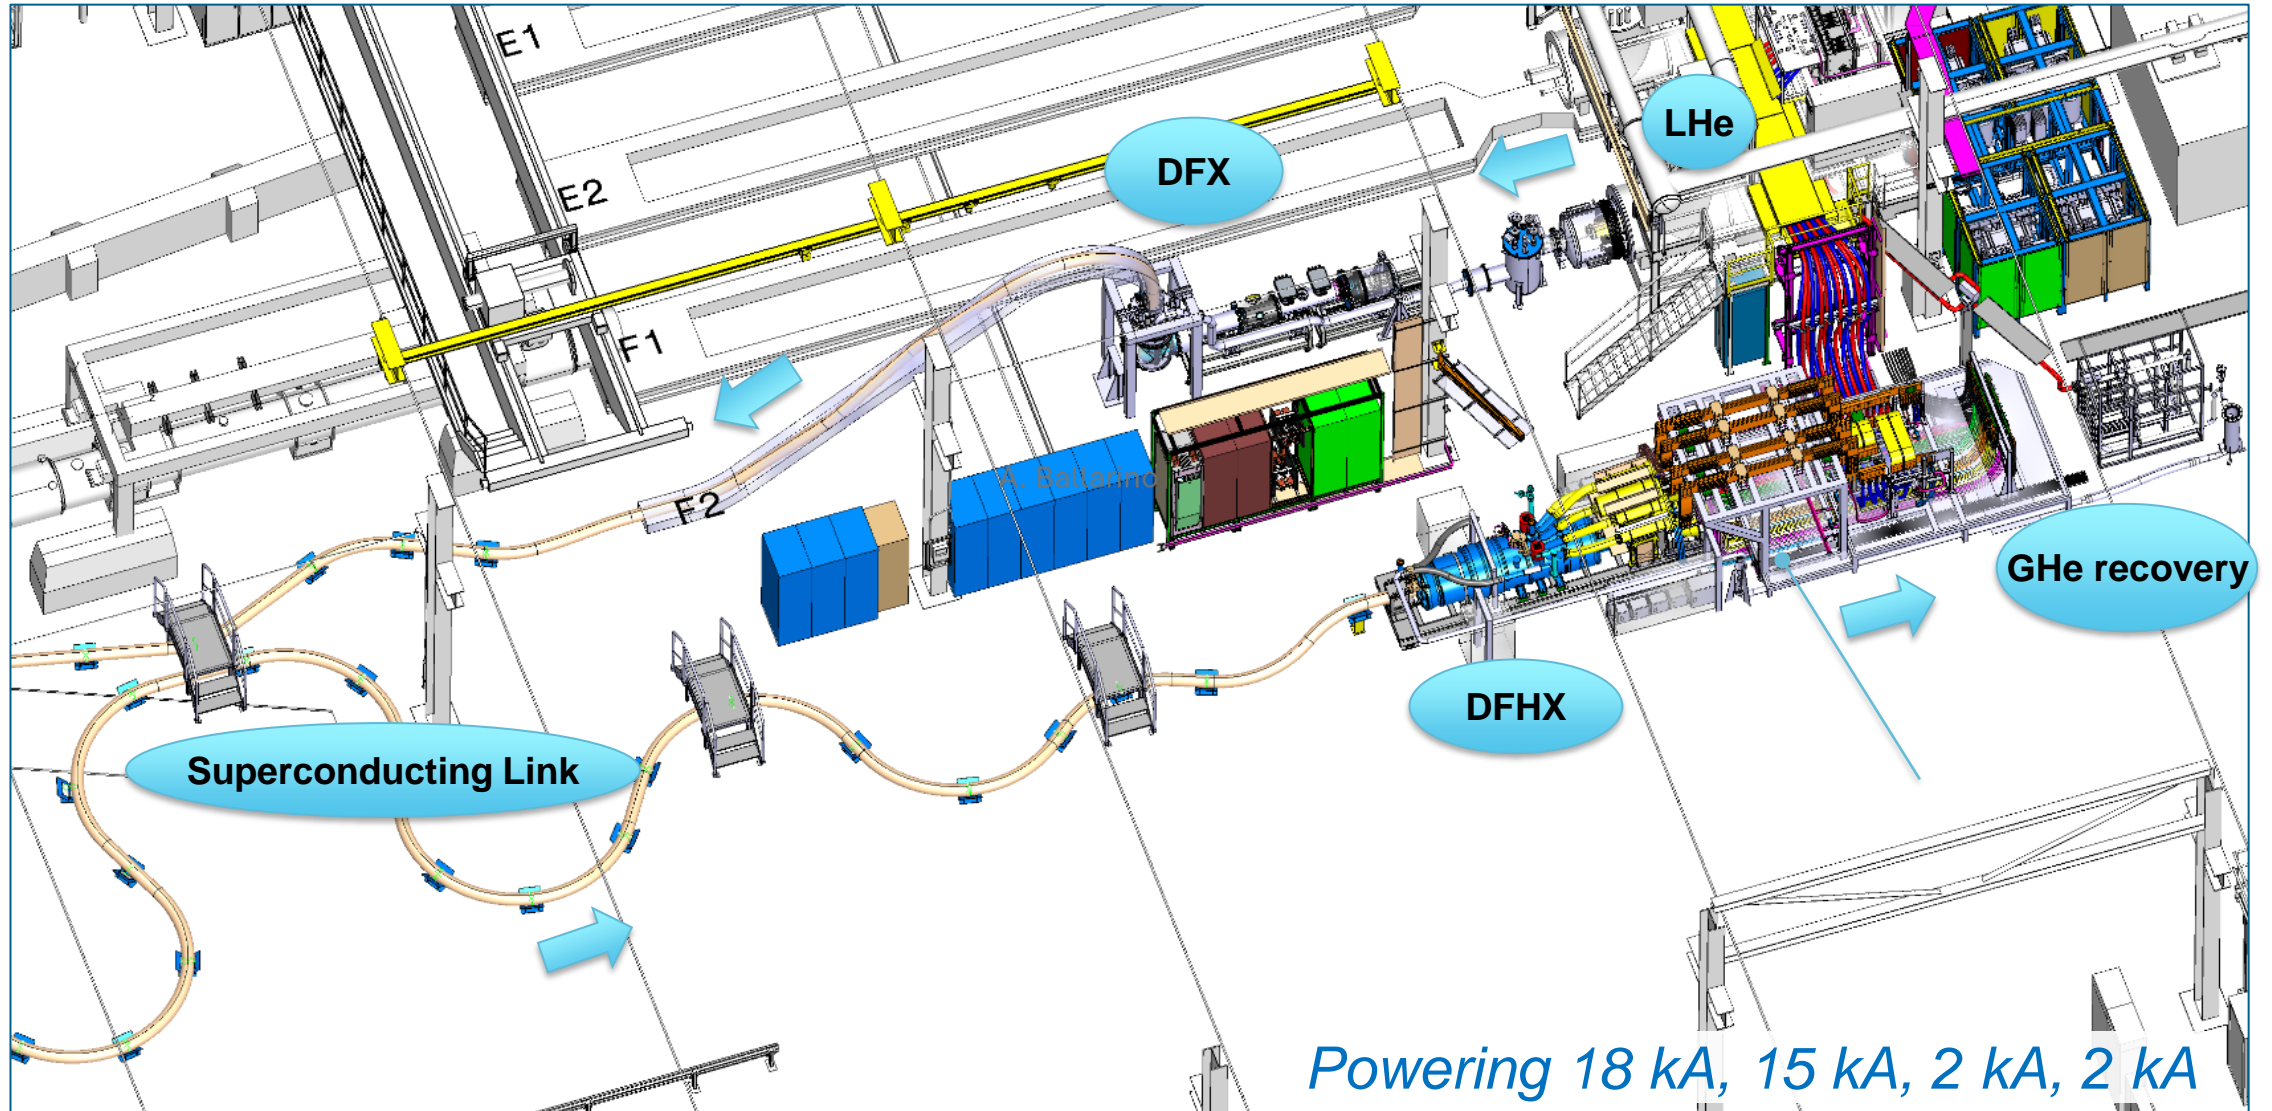 E1
LHe
DFX
E2
F1
A. Ballarino
F2
GHe recovery
DFHX
Superconducting Link
Powering 18 kA, 15 kA, 2 kA, 2 kA